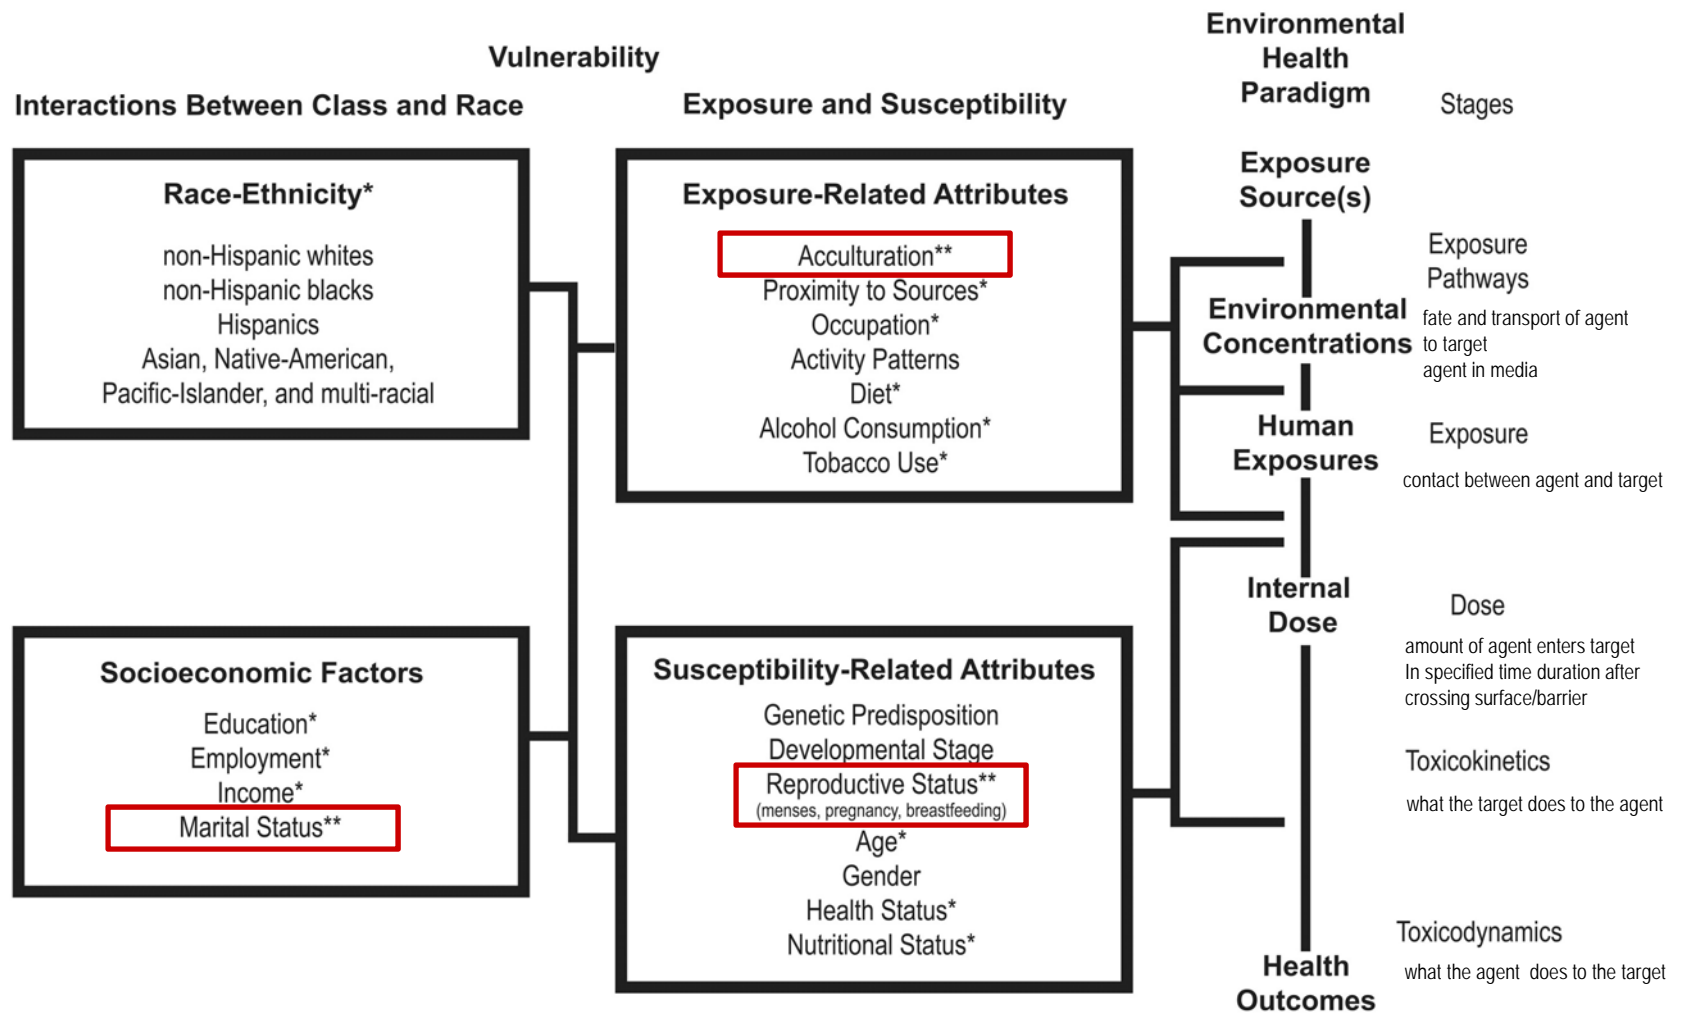 Vulnerability
Interactions Between Class and Race
Race-Ethnicity*
non-Hispanic whites
non-Hispanic blacks
Hispanics
Asian, Native-American,
Pacific-Islander, and multi-racial
Socioeconomic Factors
Education*
Employment*
Income*
Marital Status**
Exposure and Susceptibility
Exposure-Related Attributes
Acculturation**
Proximity to Sources*
Occupation*
Activity Patterns
Diet*
Alcohol Consumption*
Tobacco Use*
Susceptibility-Related Attributes
Genetic Predisposition
Developmental Stage
Reproductive Status**
(menses, pregnancy, breastfeeding)
Age*
Gender
Health Status*
Nutritional Status*
Environmental
Health
Paradigm
Exposure
Source(s)
Environmental
Concentrations
Human
Exposures
Internal
Dose
Health
Outcomes
Stages
Exposure
Pathways
fate and transport of agent
to target
agent in media
Exposure
contact between agent and target
Dose
amount of agent enters target
In specified time duration after
crossing surface/barrier
Toxicokinetics
what the target does to the agent
Toxicodynamics
what the agent does to the target